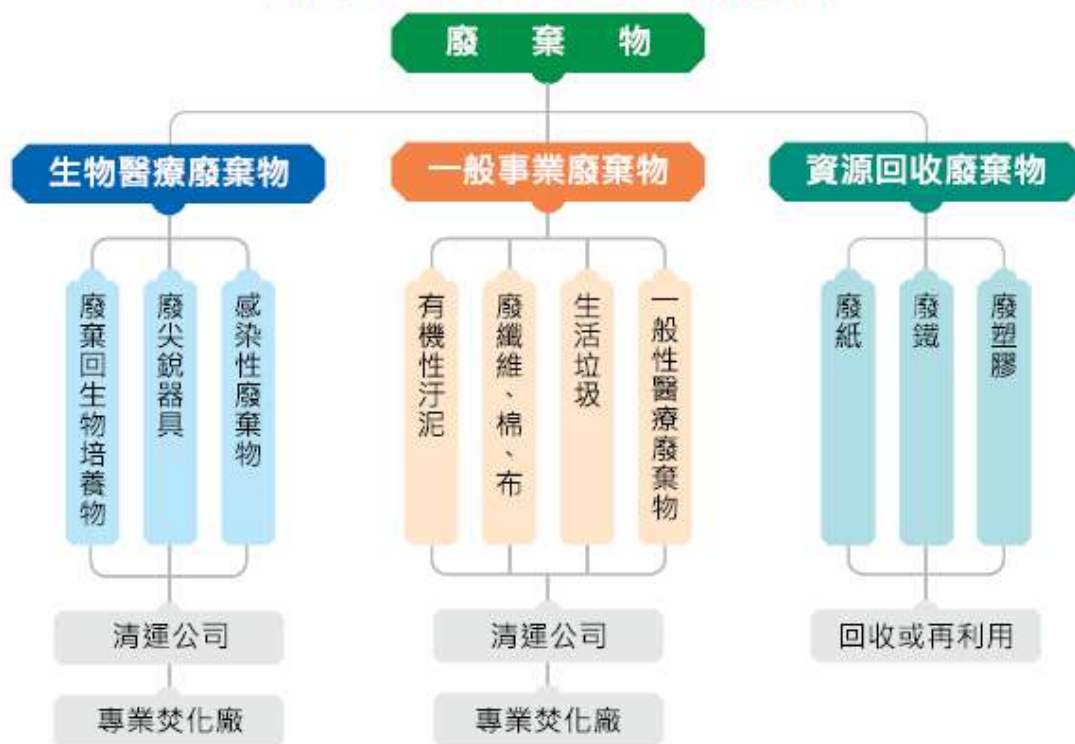 廢棄物
生物醫療廢棄物
一般事業廢棄物
資源回收廢棄物
廢棄回生物培養物
廢尖銳器具
感染性廢棄物
有機性汙泥
廢纖維、棉、布
生活垃圾
一般性醫療廢棄物
廢紙
廢鐵
廢塑膠
清運公司
清運公司
回收或再利用
專業焚化廠
專業焚化廠